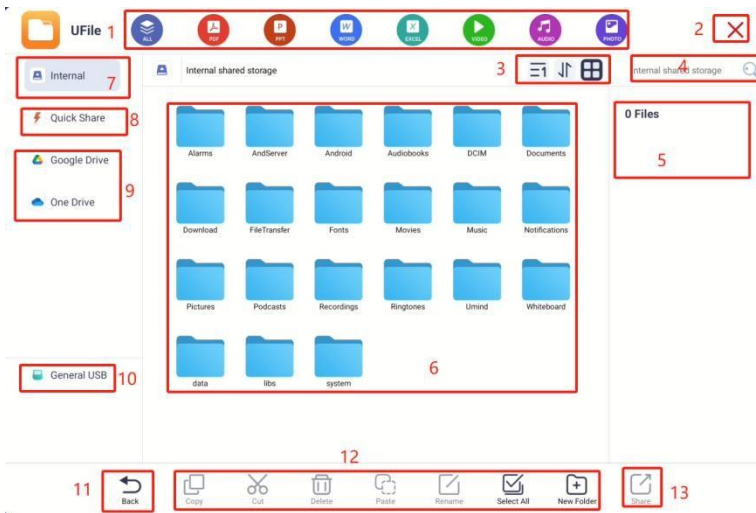 UFile 1 ALL PDF P PPT W WORD X EXCEL VIDEO AUDIO PHOTO 2
Internal 7
Internal shared storage 3
Internal shared storage 4
Quick Share 8
0 Files
5
Google Drive
9
One Drive
Alarms AndServer Android Audiobooks DCIM Documents
Download FileTransfer Fonts Movies Music Notifications
Pictures Podcasts Recordings Ringtones Umind Whiteboard
data libs system
6
General USB 10
12
11 Back
Copy Cut Delete Paste Rename Select All New Folder
Share 13